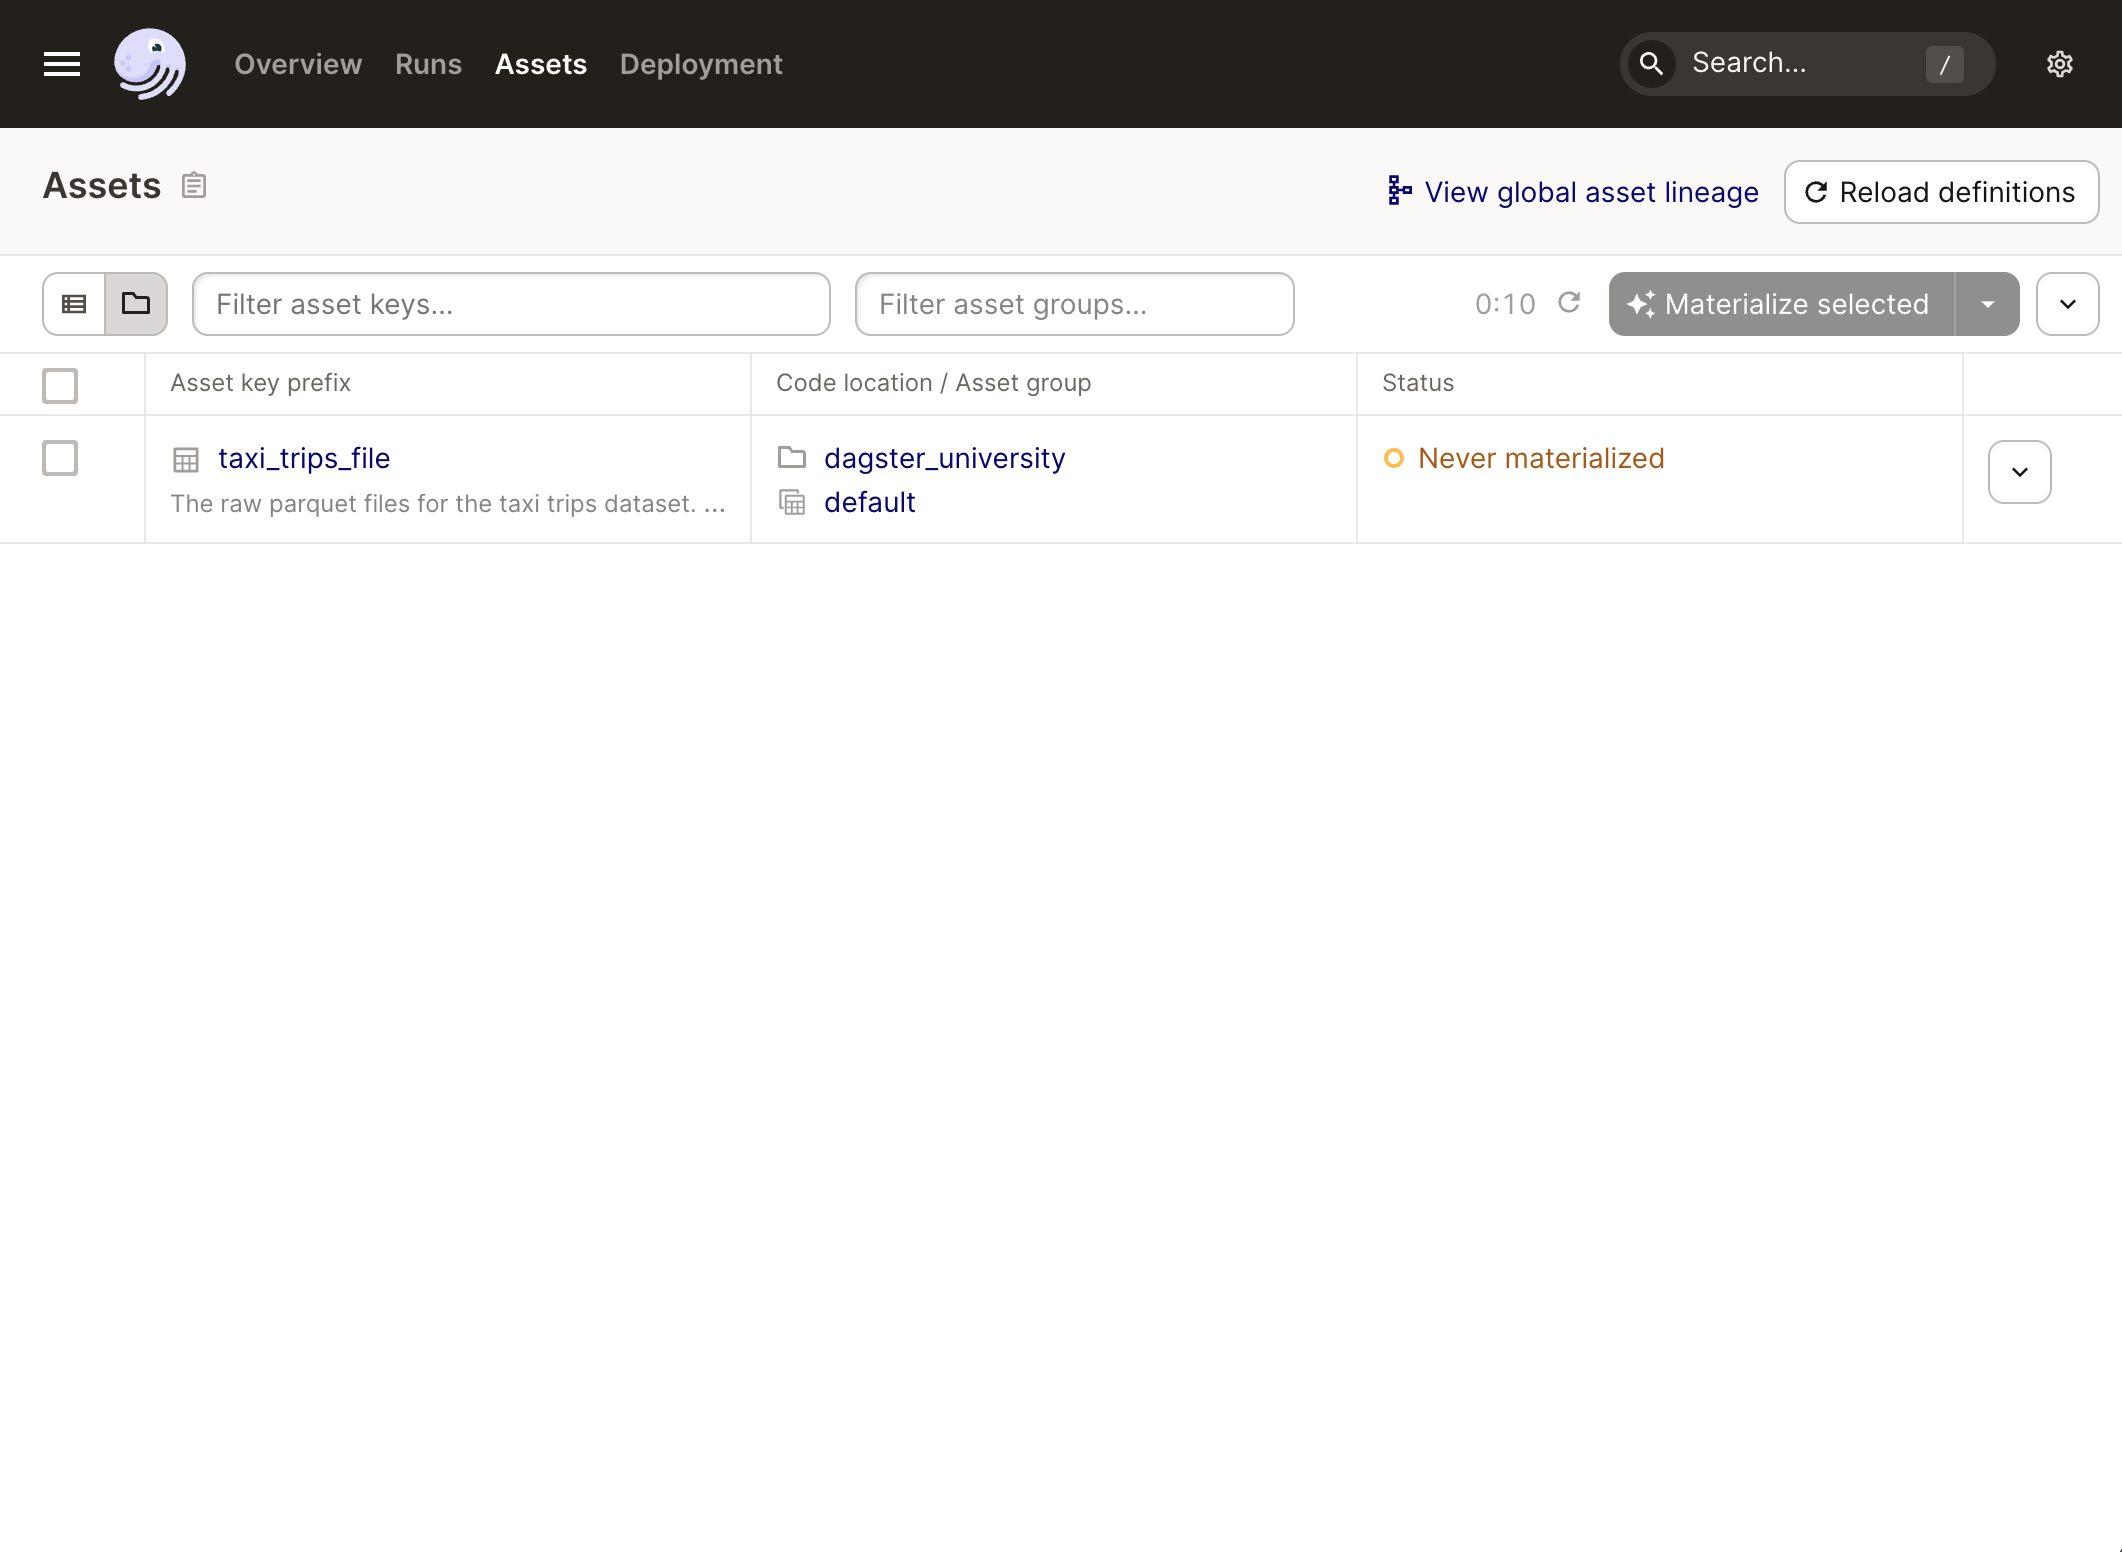 Overview Runs Assets Deployment Search... /
Assets View global asset lineage Reload definitions
Filter asset keys... Filter asset groups... 0:10 Materialize selected
Asset key prefix Code location / Asset group Status
taxi_trips_file dagster_university Never materialized
The raw parquet files for the taxi trips dataset. ... default